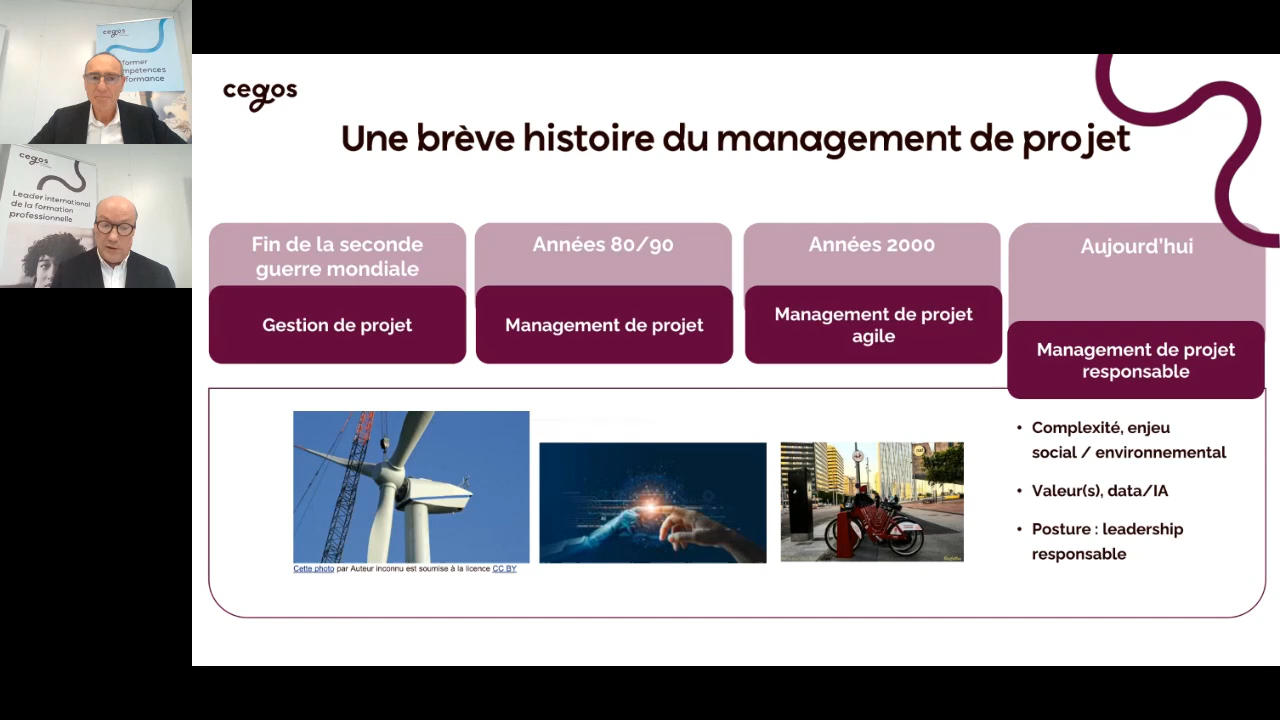 cegos
former
compétences
formance
cegos
Leader international
de la formation
professionnelle
cegos
Une brève histoire du management de projet
Fin de la seconde
guerre mondiale
Gestion de projet
Années 80/90
Management de projet
Années 2000
Management de projet
agile
Aujourd'hui
Management de projet
responsable
Cette photo par Auteur inconnu est soumise à la licence CC BY
• Complexité, enjeu
social / environnemental
• Valeur(s), data/IA
• Posture : leadership
responsable